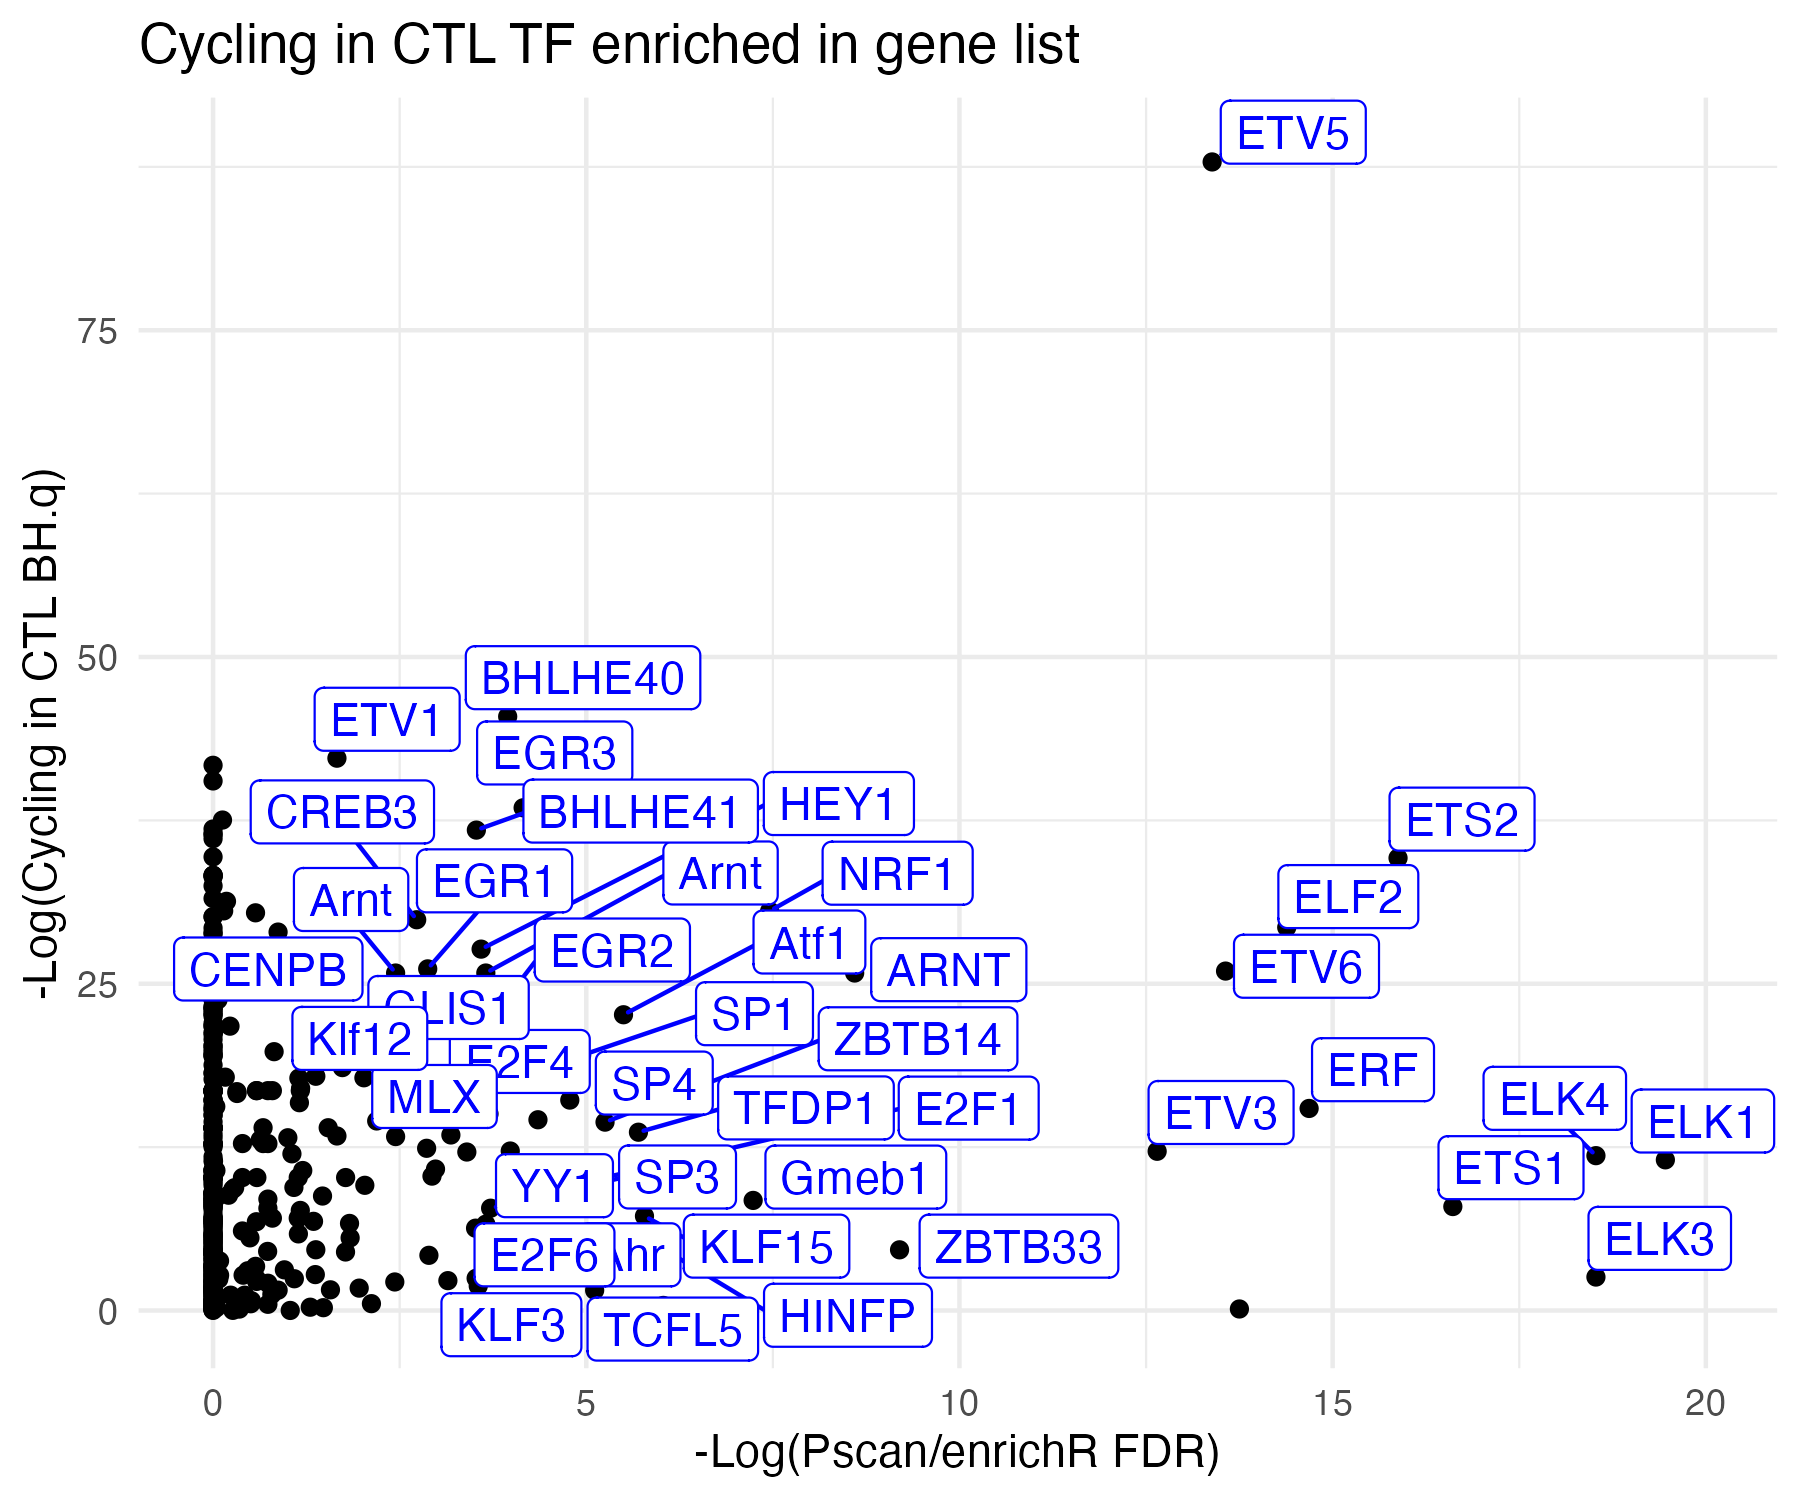 Cycling in CTL TF enriched in gene list
ETV5
75
-Log(Cycling in CTL BH.q)
50
BHLHE40
ETV1
EGR3
CREB3
BHLHE41
HEY1
ETS2
Arnt
EGR1
Arnt
NRF1
ELF2
CENPB
EGR2
Atf1
ARNT
ETV6
25
GLIS1
SP1
Klf12
E2F4
ZBTB14
ERF
MLX
SP4
TFDP1
E2F1
ETV3
ELK4
ELK1
YY1
SP3
Gmeb1
ETS1
E2F6
Ahr
KLF15
ZBTB33
ELK3
0
KLF3
TCFL5
HINFP
0
5
10
15
20
-Log(Pscan/enrichR FDR)